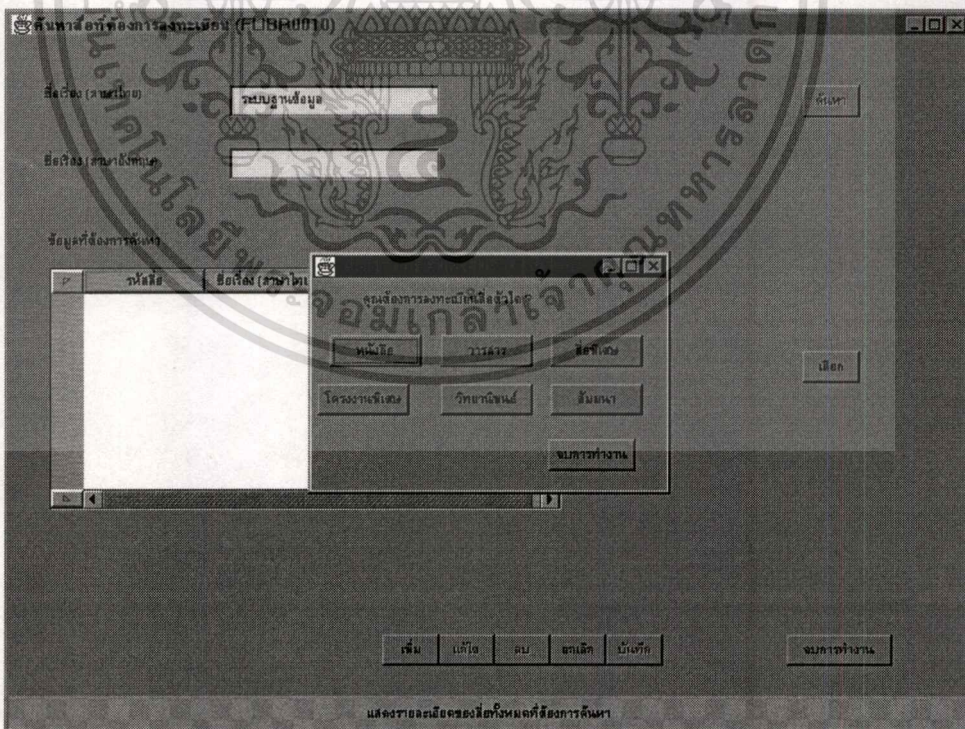 ค้นหาสื่อที่ต้องการลงทะเบียน (FLIBR0010)
ชื่อเรื่อง (ภาษาไทย)
ระบบฐานข้อมูล
ค้นหา
ชื่อเรื่อง (ภาษาอังกฤษ)
ข้อมูลที่ต้องการค้นหา
รหัสสื่อ
ชื่อเรื่อง (ภาษาไทย
คุณต้องการลงทะเบียนสื่อตัวใด ?
หนังสือ
วารสาร
สื่อพิเศษ
โครงงานพิเศษ
วิทยานิพนธ์
สัมมนา
จบการทำงาน
เลือก
เพิ่ม
แก้ไข
ลบ
ยกเลิก
บันทึก
จบการทำงาน
แสดงรายละเอียดของสื่อทั้งหมดที่ต้องการค้นหา